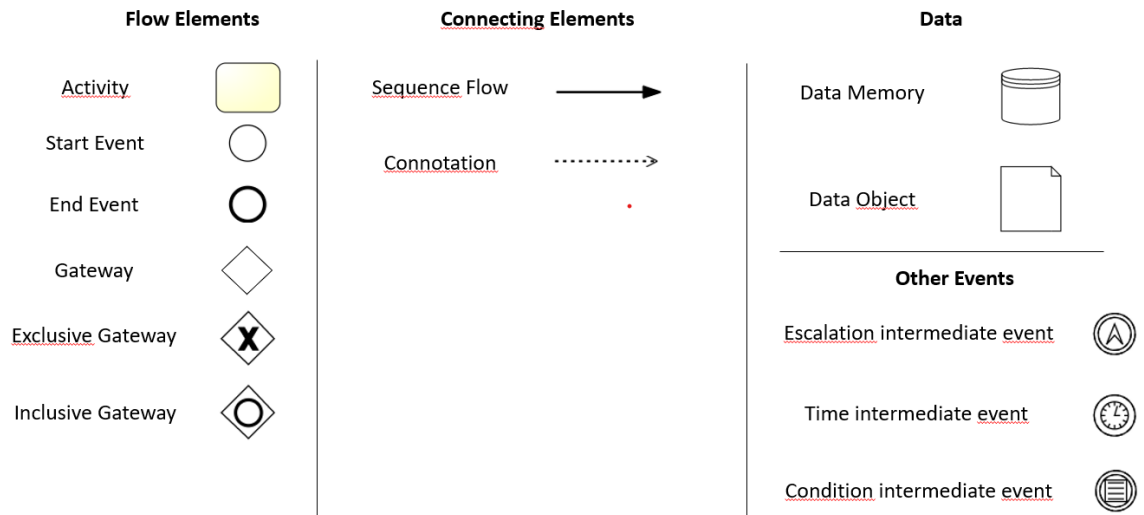 Flow Elements
Activity
Start Event
End Event
Gateway
Exclusive Gateway
X
Inclusive Gateway
Connecting Elements
Sequence Flow
Connotation
Data
Data Memory
Data Object
Other Events
Escalation intermediate event
Time intermediate event
Condition intermediate event